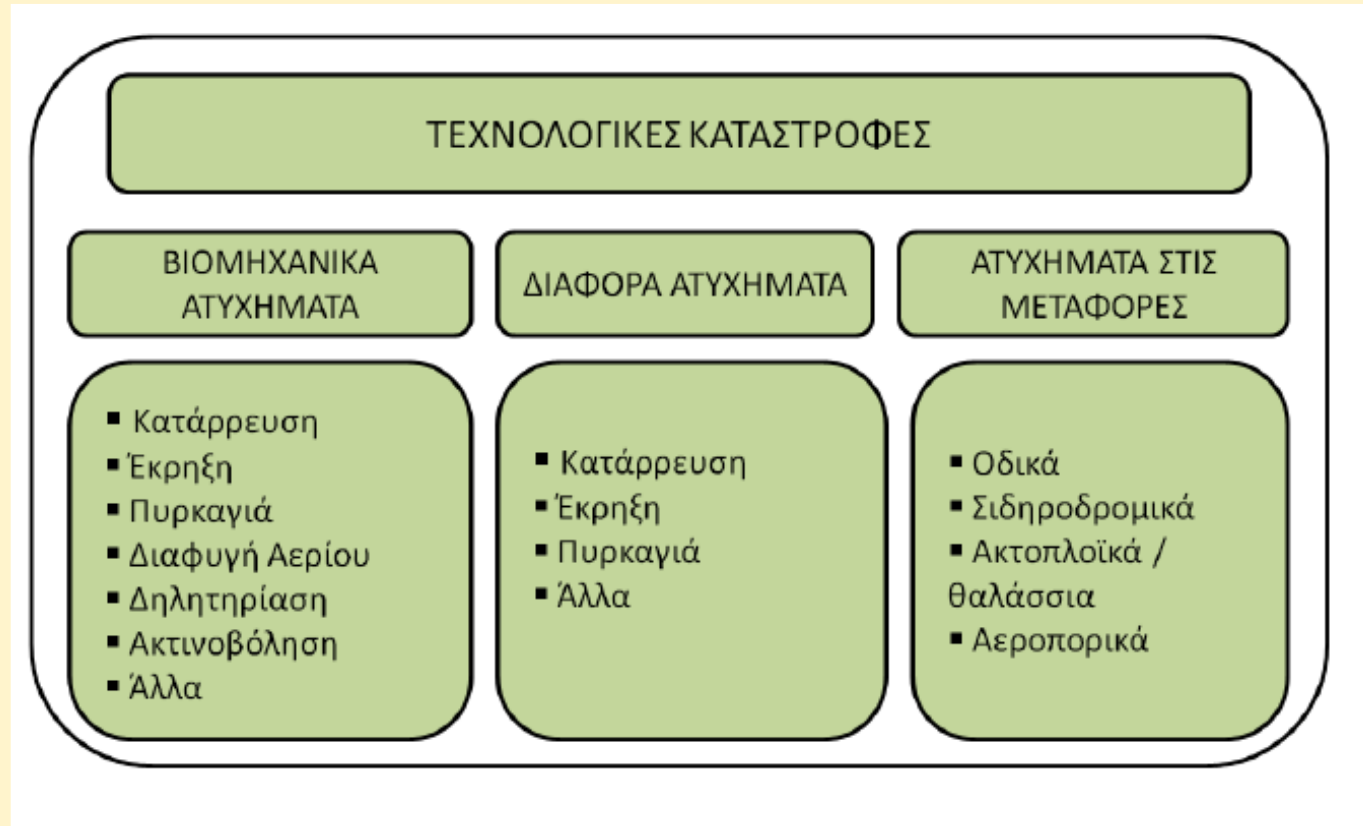 ΤΕΧΝΟΛΟΓΙΚΕΣ ΚΑΤΑΣΤΡΟΦΕΣ
ΒΙΟΜΗΧΑΝΙΚΑ
ΑΤΥΧΗΜΑΤΑ
▪ Κατάρρευση
▪ Έκρηξη
▪ Πυρκαγιά
▪ Διαφυγή Αερίου
▪ Δηλητηρίαση
▪ Ακτινοβόληση
▪ Άλλα
ΔΙΑΦΟΡΑ ΑΤΥΧΗΜΑΤΑ
▪ Κατάρρευση
▪ Έκρηξη
▪ Πυρκαγιά
▪ Άλλα
ΑΤΥΧΗΜΑΤΑ ΣΤΙΣ
ΜΕΤΑΦΟΡΕΣ
▪ Οδικά
▪ Σιδηροδρομικά
▪ Ακτοπλοϊκά /
θαλάσσια
▪ Αεροπορικά